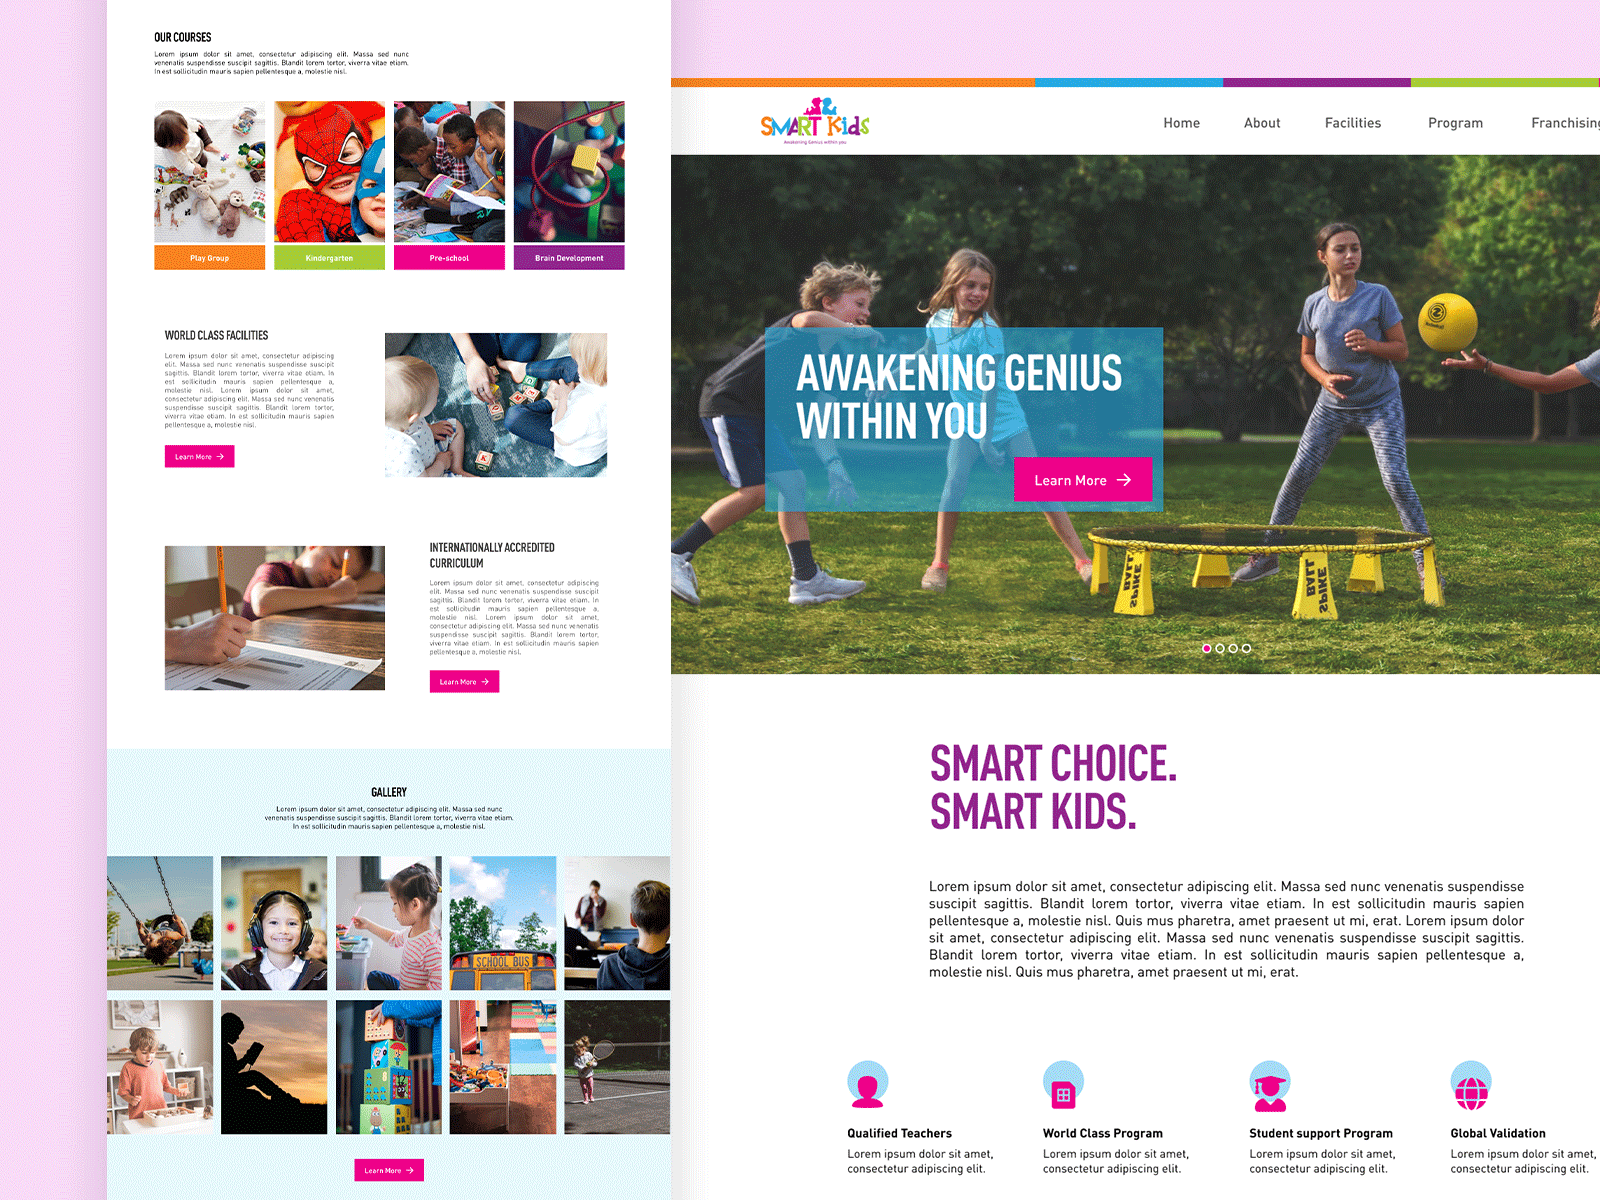 OUR COURSES
Lorem ipsum dolor sit amet, consectetur adipiscing elit. Massa sed nunc
venenatis suspendisse suscipit sagittis. Blandit lorem tortor, viverra vitae etiam.
In est sollicitudin mauris sapien pellentesque, molestie nisl.
Play Group
Kindergarten
Pre-school
Brain Development
WORLD CLASS FACILITIES
Lorem ipsum dolor sit amet, consectetur adipiscing
elit. Massa sed nunc venenatis suspendisse suscipit
sagittis. Blandit lorem tortor, viverra vitae etiam. In
est sollicitudin mauris sapien pellentesque a,
molestie nisl. Lorem ipsum dolor sit amet,
consectetur adipiscing elit. Massa sed nunc venenatis
suspendisse suscipit sagittis. Blandit lorem tortor,
viverra vitae etiam. In est sollicitudin mauris sapien
pellentesque a, molestie nisl.
Learn More
INTERNATIONALLY ACCREDITED
CURRICULUM
Lorem ipsum dolor sit amet, consectetur adipiscing
elit. Massa sed nunc venenatis suspendisse suscipit
sagittis. Blandit lorem tortor, viverra vitae etiam. In
est sollicitudin mauris sapien pellentesque a,
molestie nisl. Lorem ipsum dolor sit amet,
consectetur adipiscing elit. Massa sed nunc venenatis
suspendisse suscipit sagittis. Blandit lorem tortor,
viverra vitae etiam. In est sollicitudin mauris sapien
pellentesque a, molestie nisl.
Learn More
GALLERY
Lorem ipsum dolor sit amet, consectetur adipiscing elit. Massa sed nunc
venenatis suspendisse suscipit sagittis. Blandit lorem tortor, viverra vitae etiam.
In est sollicitudin mauris sapien pellentesque a, molestie nisl.
SCHOOL BUS
Learn More
SMART Kids
Awakening Genius within you
Home
About
Facilities
Program
Franchising
AWAKENING GENIUS
WITHIN YOU
Learn More
SPIKE
BALL
SPIKE
BALL
SMART CHOICE.
SMART KIDS.
Lorem ipsum dolor sit amet, consectetur adipiscing elit. Massa sed nunc venenatis suspendisse
suscipit sagittis. Blandit lorem tortor, viverra vitae etiam. In est sollicitudin mauris sapien
pellentesque a, molestie nisl. Quis mus pharetra, amet praesent ut mi, erat. Lorem ipsum dolor
sit amet, consectetur adipiscing elit. Massa sed nunc venenatis suspendisse suscipit sagittis.
Blandit lorem tortor, viverra vitae etiam. In est sollicitudin mauris sapien pellentesque a,
molestie nisl. Quis mus pharetra, amet praesent ut mi, erat.
Qualified Teachers
Lorem ipsum dolor sit amet,
consectetur adipiscing elit.
World Class Program
Lorem ipsum dolor sit amet,
consectetur adipiscing elit.
Student support Program
Lorem ipsum dolor sit amet,
consectetur adipiscing elit.
Global Validation
Lorem ipsum dolor sit amet,
consectetur adipiscing elit.